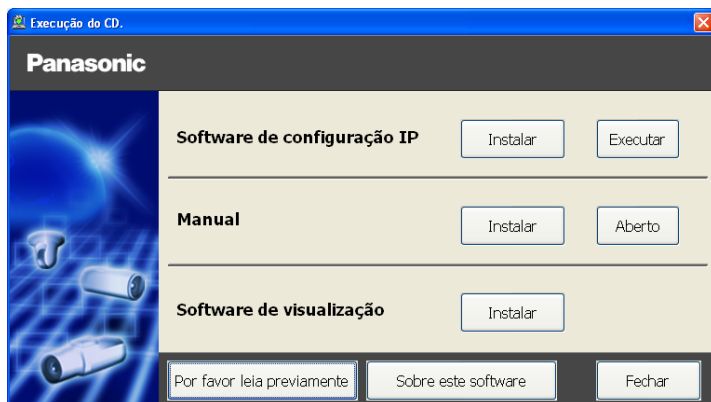 Execução do CD.
Panasonic
Software de configuração IP Instalar Executar
Manual Instalar Aberto
Software de visualização Instalar
Por favor leia previamente Sobre este software Fechar